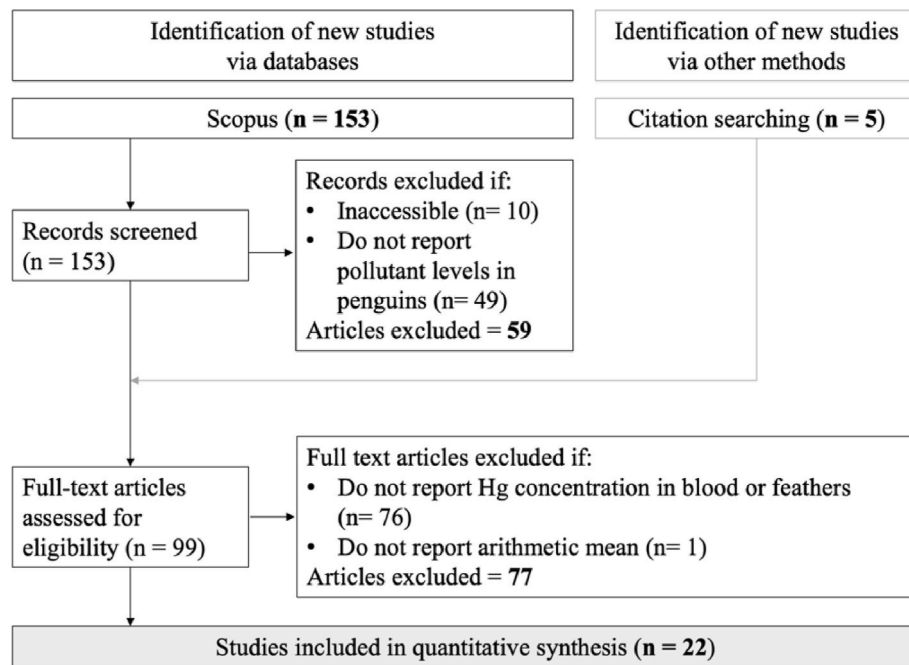 Identification of new studies
via databases
Identification of new studies
via other methods
Scopus (n = 153)
Citation searching (n = 5)
Records screened
(n = 153)
Records excluded if:
• Inaccessible (n= 10)
• Do not report
pollutant levels in
penguins (n= 49)
Articles excluded = 59
Full-text articles
assessed for
eligibility (n = 99)
Full text articles excluded if:
• Do not report Hg concentration in blood or feathers
(n= 76)
• Do not report arithmetic mean (n= 1)
Articles excluded = 77
Studies included in quantitative synthesis (n = 22)